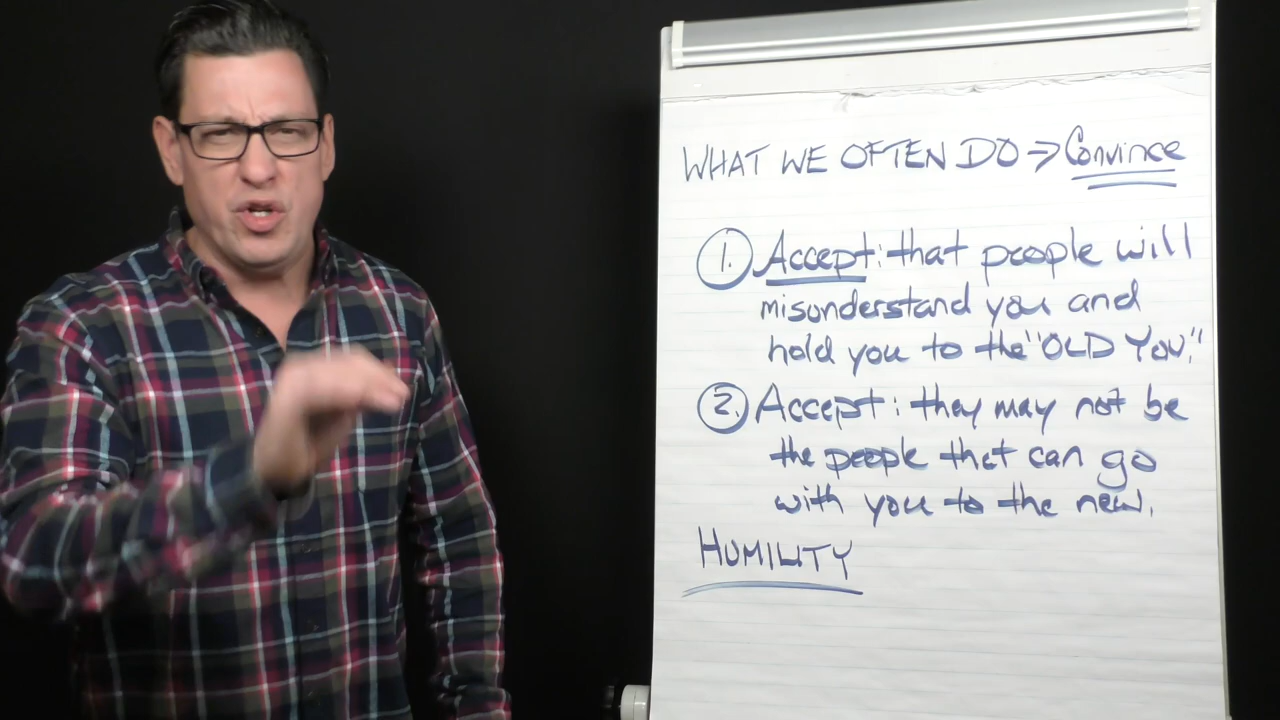 WHAT WE OFTEN DO → Convince
1. Accept: that people will
misunderstand you and
hold you to the "OLD YOU."
2. Accept: they may not be
the people that can go
with you to the new.
HUMILITY